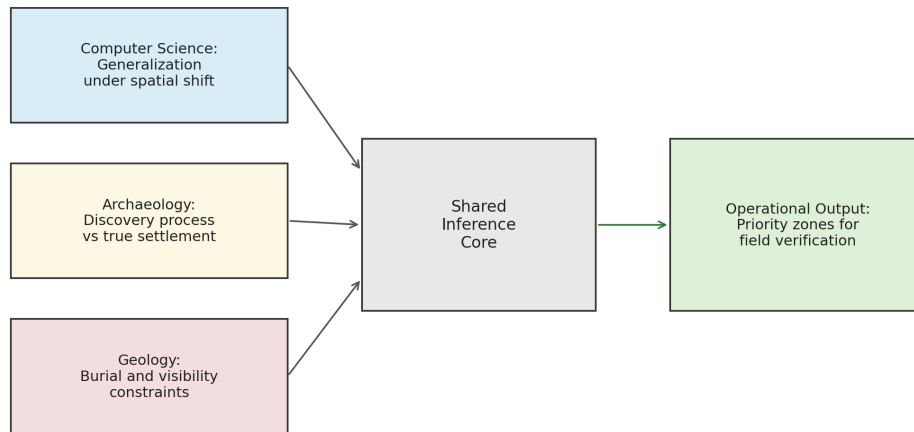 Computer Science:
Generalization
under spatial shift
Archaeology:
Discovery process
vs true settlement
Geology:
Burial and visibility
constraints
Shared
Inference
Core
Operational Output:
Priority zones for
field verification